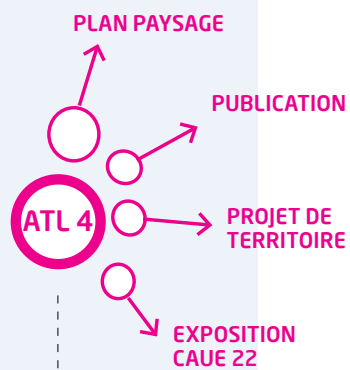 PLAN PAYSAGE
PUBLICATION
ATL 4
PROJET DE
TERRITOIRE
EXPOSITION
CAUE 22